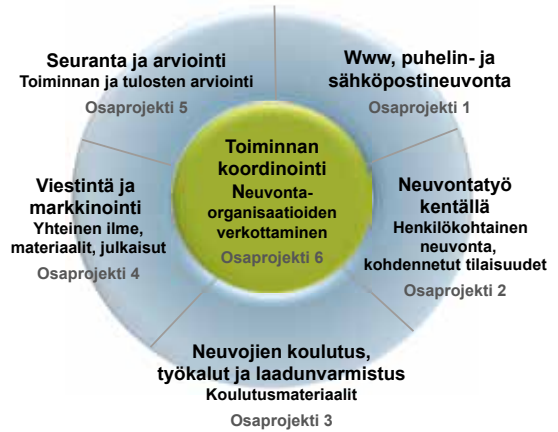 Seuranta ja arviointi
Toiminnan ja tulosten arviointi
Osaprojekti 5
Www, puhelin- ja
sähköpostineuvonta
Osaprojekti 1
Toiminnan
koordinointi
Neuvonta-
organisaatioiden
verkottaminen
Osaprojekti 6
Viestintä ja
markkinointi
Yhteinen ilme,
materiaalit, julkaisut
Osaprojekti 4
Neuvontatyö
kentällä
Henkilökohtainen
neuvonta,
kohdennetut tilaisuudet
Osaprojekti 2
Neuvojien koulutus,
työkalut ja laadunvarmistus
Koulutusmateriaalit
Osaprojekti 3